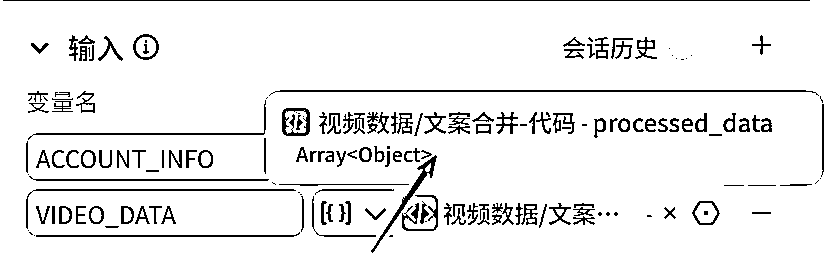 输入
会话历史
变量名
视频数据/文案合并-代码 - processed_data
Array<Object>
ACCOUNT_INFO
VIDEO_DATA
视频数据/文案… -